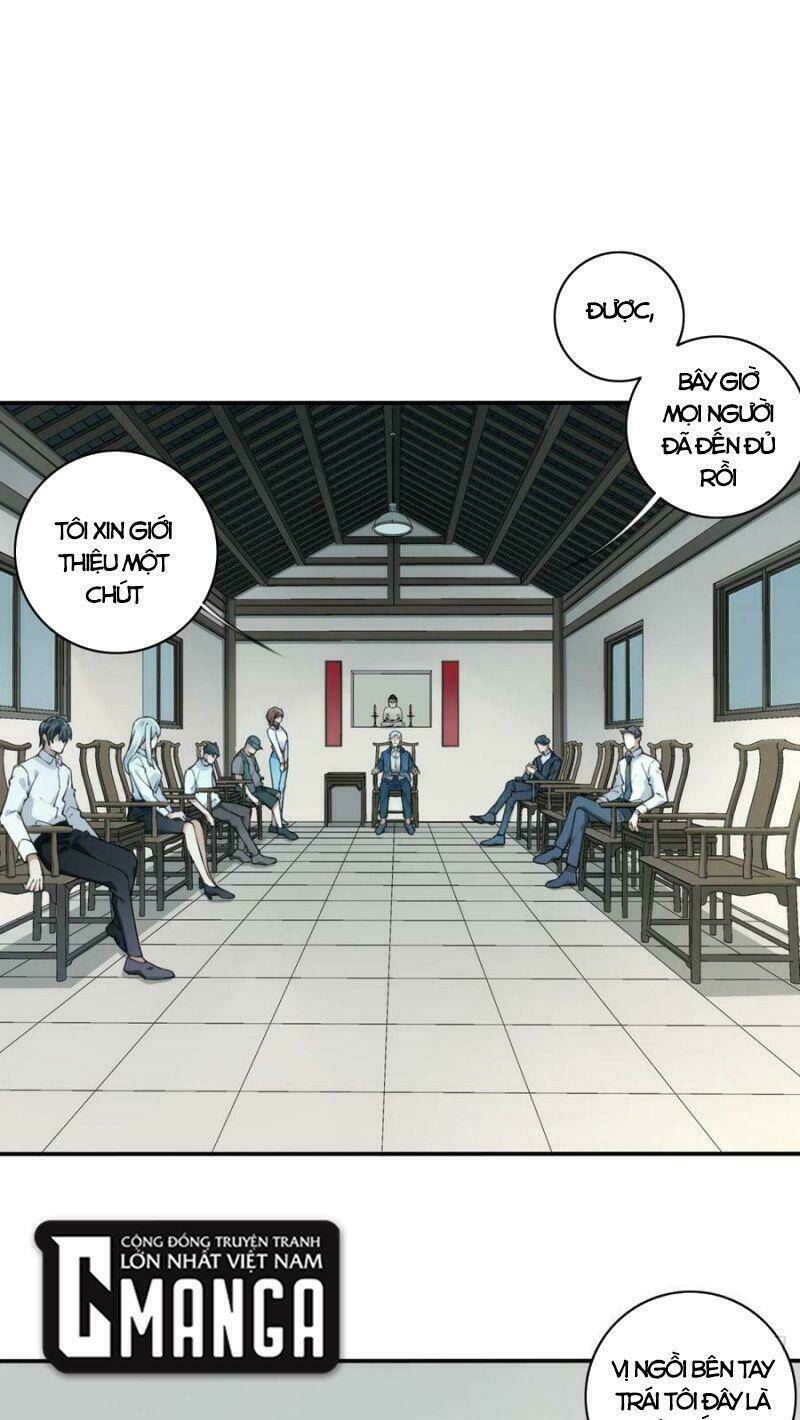 ĐƯỢC,
BÂY GIỜ
MỌI NGƯỜI
ĐÃ ĐẾN ĐỦ
RỒI
TÔI XIN GIỚI
THIỆU MỘT
CHÚT
CỘNG ĐỒNG TRUYỆN TRANH
LỚN NHẤT VIỆT NAM
CMANGA
VỊ NGỒI BÊN TAY
TRÁI TÔI ĐÂY LÀ